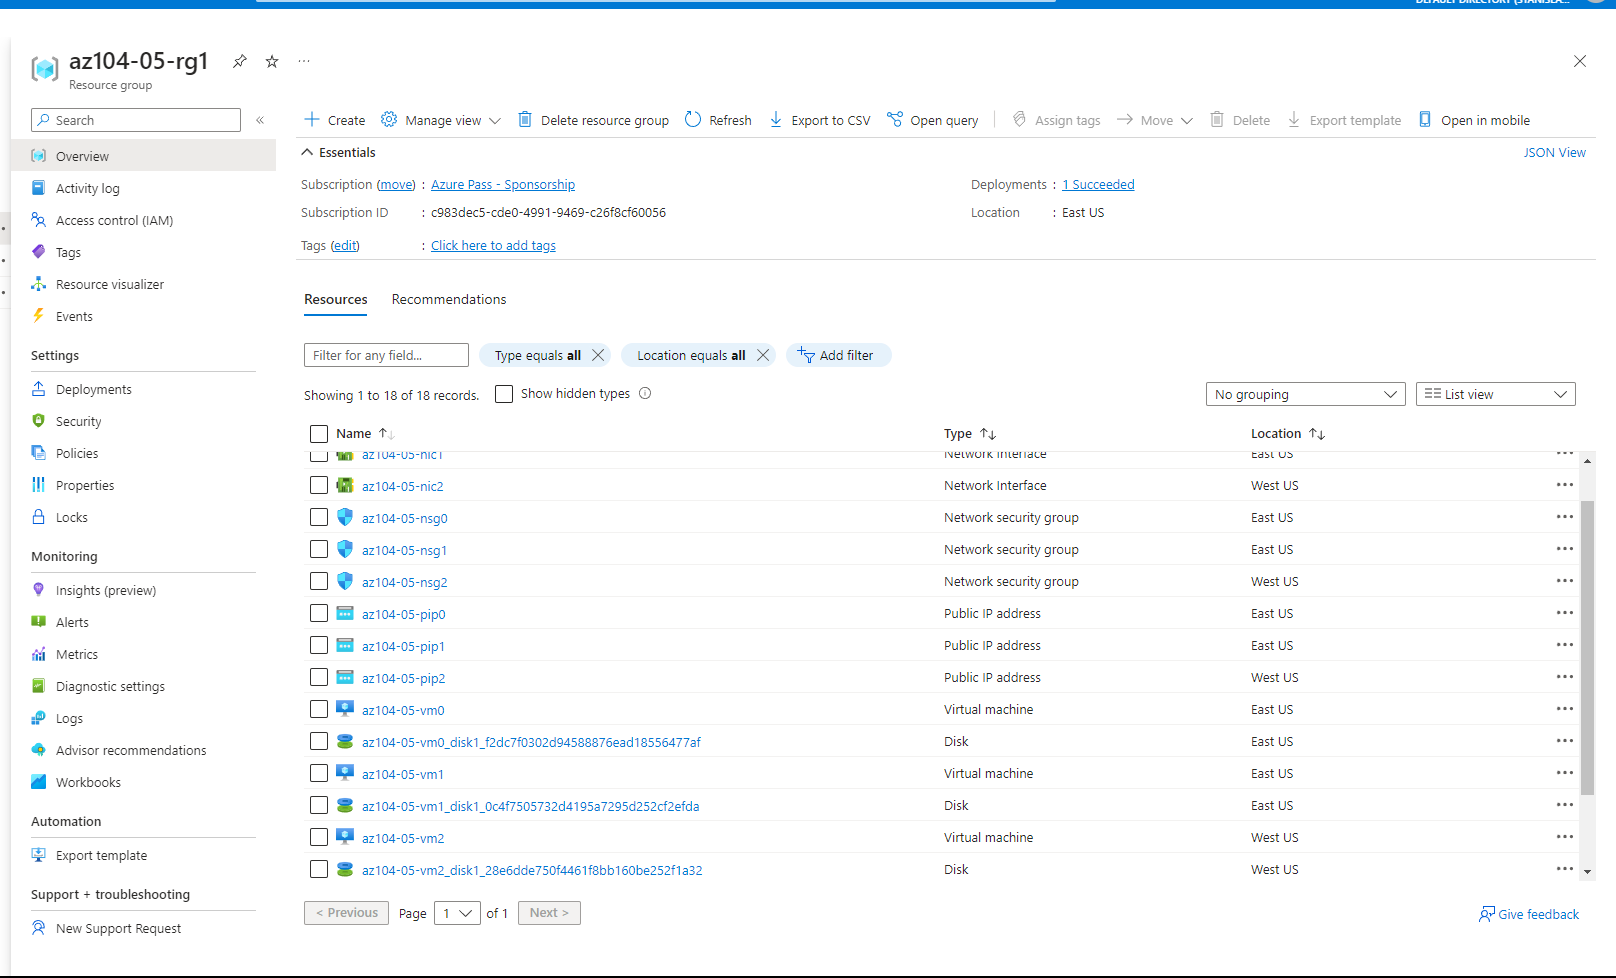 DEFAULT DIRECTORY (STANISLA...
az104-05-rg1
Resource group
Search
Create Manage view Delete resource group Refresh Export to CSV Open query Assign tags Move Delete Export template Open in mobile
Overview
Activity log
Access control (IAM)
Tags
Resource visualizer
Events
Settings
Deployments
Security
Policies
Properties
Locks
Monitoring
Insights (preview)
Alerts
Metrics
Diagnostic settings
Logs
Advisor recommendations
Workbooks
Automation
Export template
Support + troubleshooting
New Support Request
Essentials
JSON View
Subscription (move) : Azure Pass - Sponsorship
Deployments : 1 Succeeded
Subscription ID : c983dec5-cde0-4991-9469-c26f8cf60056
Location : East US
Tags (edit) : Click here to add tags
Resources Recommendations
Filter for any field... Type equals all Location equals all Add filter
Showing 1 to 18 of 18 records. Show hidden types
No grouping List view
Name Type Location
az104-05-nic1 Network Interface East US
az104-05-nic2 Network Interface West US
az104-05-nsg0 Network security group East US
az104-05-nsg1 Network security group East US
az104-05-nsg2 Network security group West US
az104-05-pip0 Public IP address East US
az104-05-pip1 Public IP address East US
az104-05-pip2 Public IP address West US
az104-05-vm0 Virtual machine East US
az104-05-vm0_disk1_f2dc7f0302d94588876ead18556477af Disk East US
az104-05-vm1 Virtual machine East US
az104-05-vm1_disk1_0c4f7505732d4195a7295d252cf2efda Disk East US
az104-05-vm2 Virtual machine West US
az104-05-vm2_disk1_28e6dde750f4461f8bb160be252f1a32 Disk West US
< Previous Page 1 of 1 Next >
Give feedback